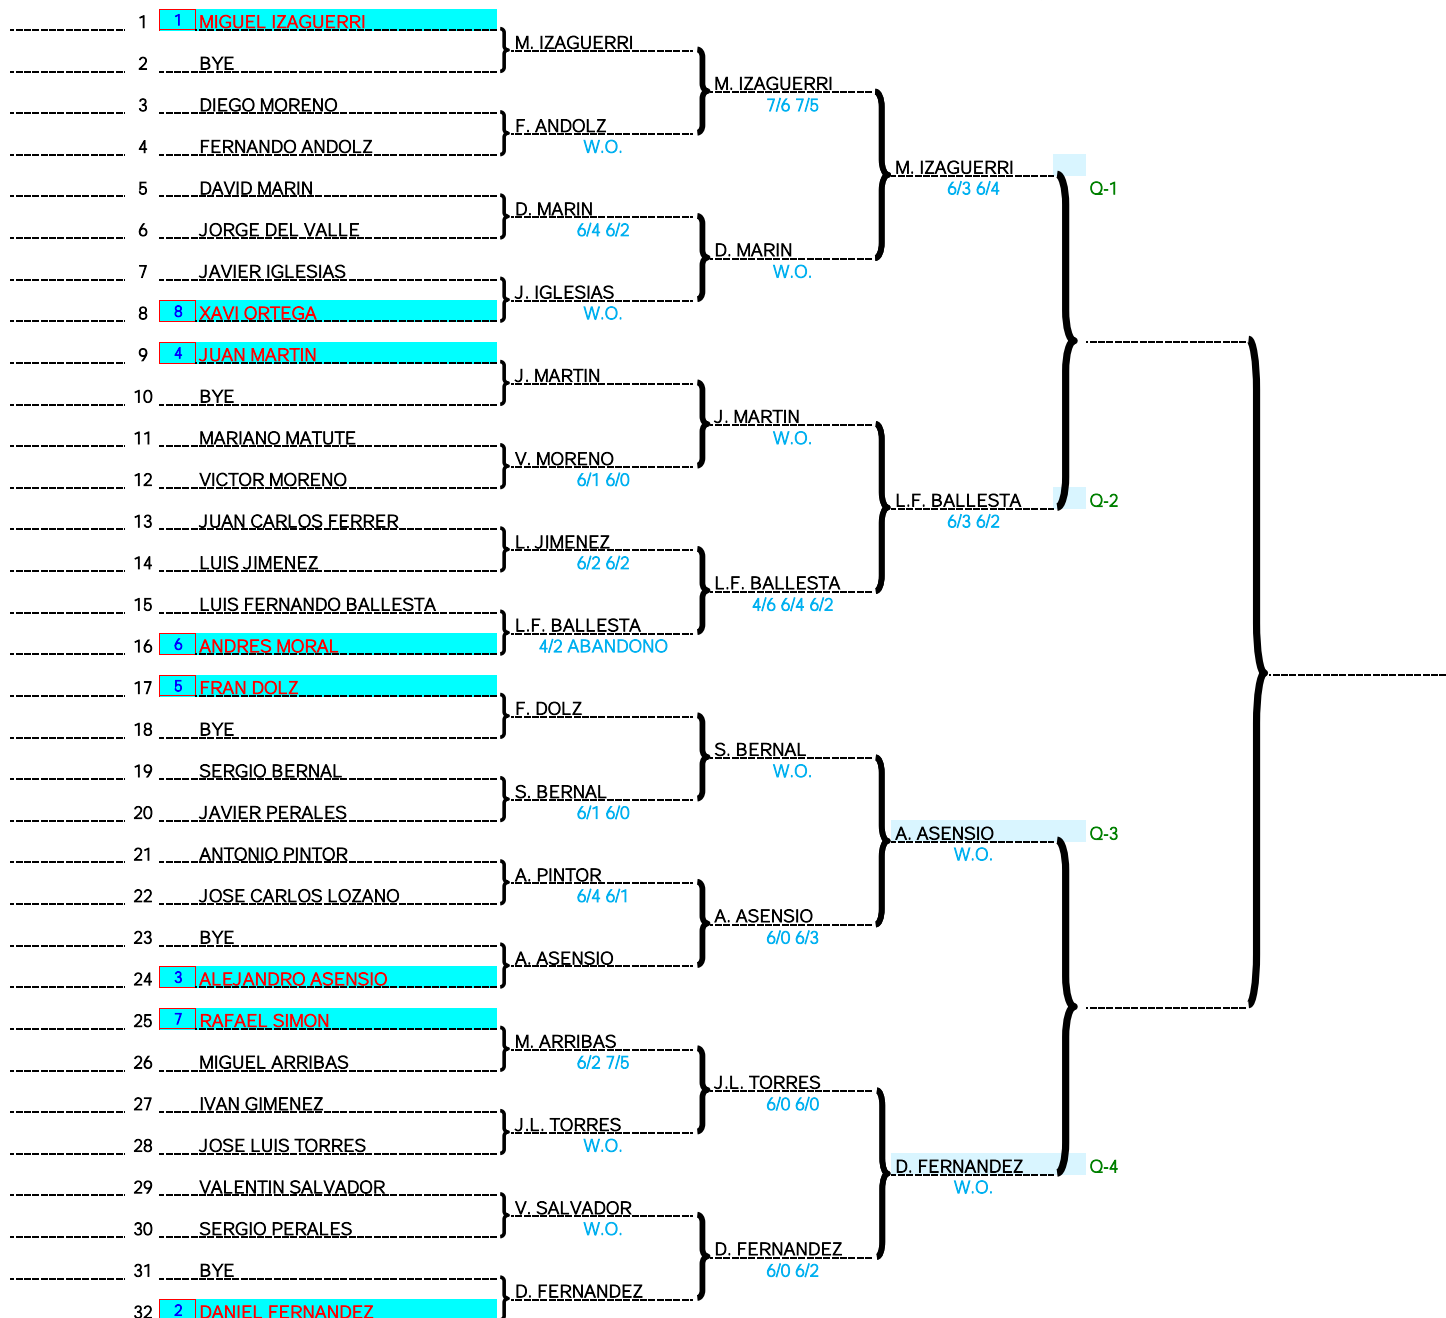 1 1 MIGUEL IZAGUERRI
M. IZAGUERRI
2 BYE
M. IZAGUERRI
7/6 7/5
3 DIEGO MORENO
F. ANDOLZ
W.O.
4 FERNANDO ANDOLZ
M. IZAGUERRI
6/3 6/4
Q-1
5 DAVID MARIN
D. MARIN
6/4 6/2
6 JORGE DEL VALLE
D. MARIN
W.O.
7 JAVIER IGLESIAS
J. IGLESIAS
W.O.
8 8 XAVI ORTEGA
9 4 JUAN MARTIN
J. MARTIN
10 BYE
J. MARTIN
W.O.
11 MARIANO MATUTE
V. MORENO
6/1 6/0
12 VICTOR MORENO
L.F. BALLESTA
6/3 6/2
Q-2
13 JUAN CARLOS FERRER
L. JIMENEZ
6/2 6/2
14 LUIS JIMENEZ
L.F. BALLESTA
4/6 6/4 6/2
15 LUIS FERNANDO BALLESTA
L.F. BALLESTA
4/2 ABANDONO
16 6 ANDRES MORAL
17 5 FRAN DOLZ
F. DOLZ
18 BYE
S. BERNAL
W.O.
19 SERGIO BERNAL
S. BERNAL
6/1 6/0
20 JAVIER PERALES
A. ASENSIO
W.O.
Q-3
21 ANTONIO PINTOR
A. PINTOR
6/4 6/1
22 JOSE CARLOS LOZANO
A. ASENSIO
6/0 6/3
23 BYE
A. ASENSIO
24 3 ALEJANDRO ASENSIO
25 7 RAFAEL SIMON
M. ARRIBAS
6/2 7/5
26 MIGUEL ARRIBAS
J.L. TORRES
6/0 6/0
27 IVAN GIMENEZ
J.L. TORRES
W.O.
28 JOSE LUIS TORRES
D. FERNANDEZ
W.O.
Q-4
29 VALENTIN SALVADOR
V. SALVADOR
W.O.
30 SERGIO PERALES
D. FERNANDEZ
6/0 6/2
31 BYE
D. FERNANDEZ
32 2 DANIEL FERNANDEZ